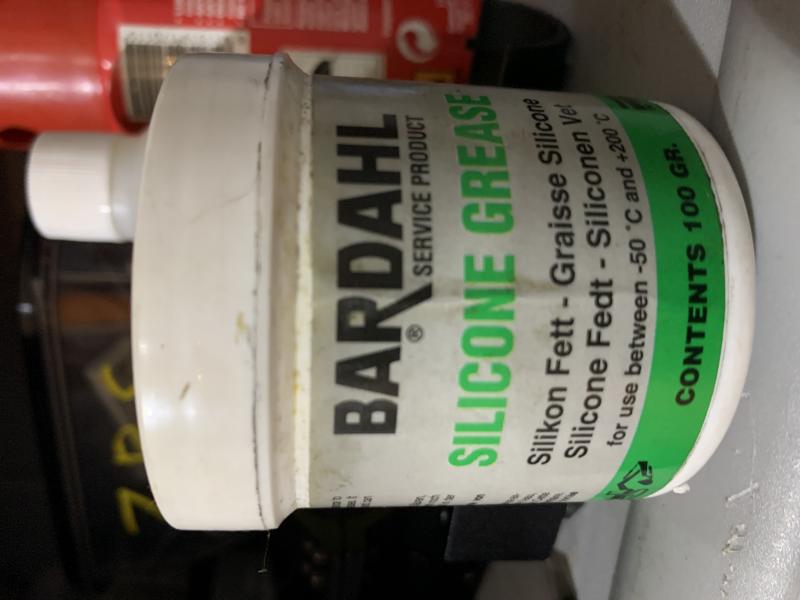 BARDAHL
® SERVICE PRODUCT
SILICONE GREASE
Silikon Fett - Graisse Silicone
Silicone Fedt - Siliconen Vet
for use between -50 °C and +200 °C
CONTENTS 100 GR.